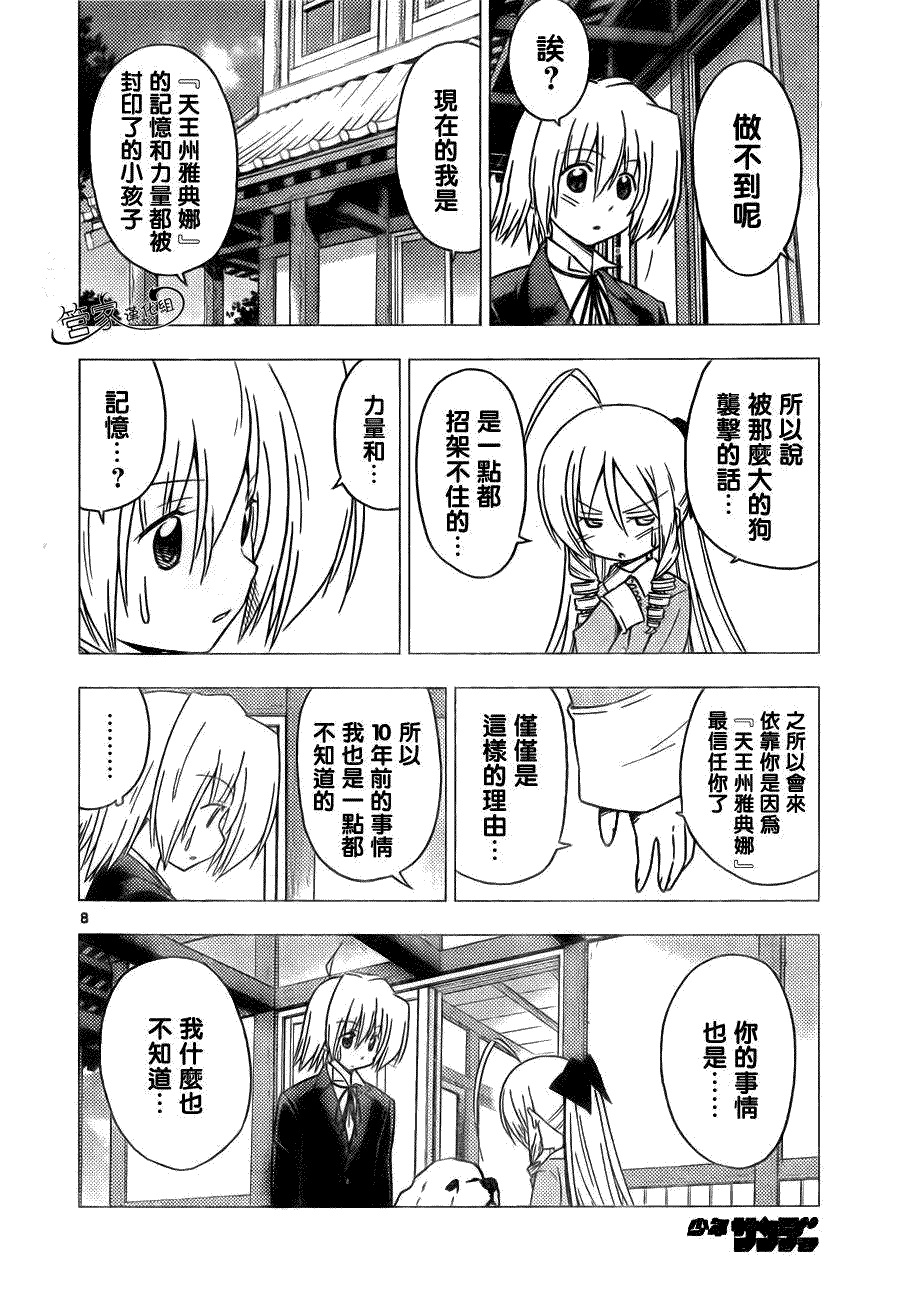 做不到呢
誒?
現在的我是
『天王州雅典娜』
的記憶和力量都被
封印了的小孩子
管家漢化組
所以說
被那麼大的狗
襲擊的話…
是一點都
招架不住的…
力量和…
記憶…?
之所以會來
依靠你是因為
『天王州雅典娜』
最信任你了
僅僅是
這樣的理由…
所以
10年前的事情
我也是一點都
不知道的
………
8
你的事情
也是……
我什麼也
不知道…
少年サンデー